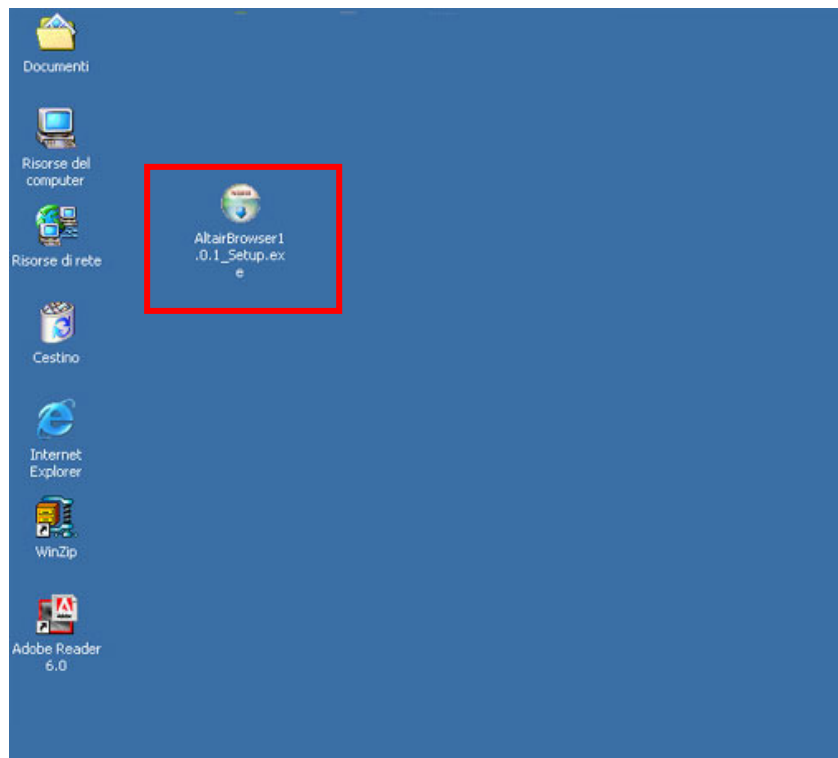 Documenti
Risorse del
computer
Risorse di rete
Cestino
Internet
Explorer
WinZip
Adobe Reader
6.0
AltairBrowser1
.0.1_Setup.ex
e